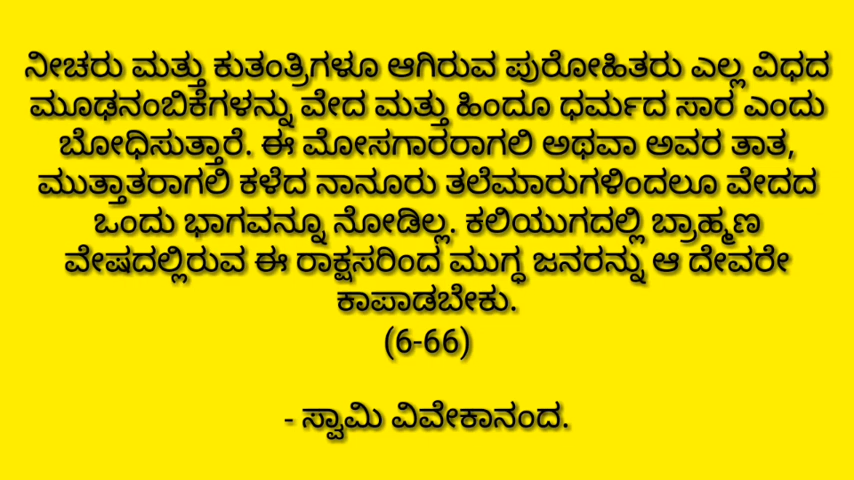 ನೀಚರು ಮತ್ತು ಕುತಂತ್ರಿಗಳೂ ಆಗಿರುವ ಪುರೋಹಿತರು ಎಲ್ಲ ವಿಧದ
ಮೂಢನಂಬಿಕೆಗಳನ್ನು ವೇದ ಮತ್ತು ಹಿಂದೂ ಧರ್ಮದ ಸಾರ ಎಂದು
ಬೋಧಿಸುತ್ತಾರೆ. ಈ ಮೋಸಗಾರರಾಗಲಿ ಅಥವಾ ಅವರ ತಾತ,
ಮುತ್ತಾತರಾಗಲಿ ಕಳೆದ ನಾನೂರು ತಲೆಮಾರುಗಳಿಂದಲೂ ವೇದದ
ಒಂದು ಭಾಗವನ್ನೂ ನೋಡಿಲ್ಲ. ಕಲಿಯುಗದಲ್ಲಿ ಬ್ರಾಹ್ಮಣ
ವೇಷದಲ್ಲಿರುವ ಈ ರಾಕ್ಷಸರಿಂದ ಮುಗ್ಧ ಜನರನ್ನು ಆ ದೇವರೇ
ಕಾಪಾಡಬೇಕು.
(6-66)
- ಸ್ವಾಮಿ ವಿವೇಕಾನಂದ.